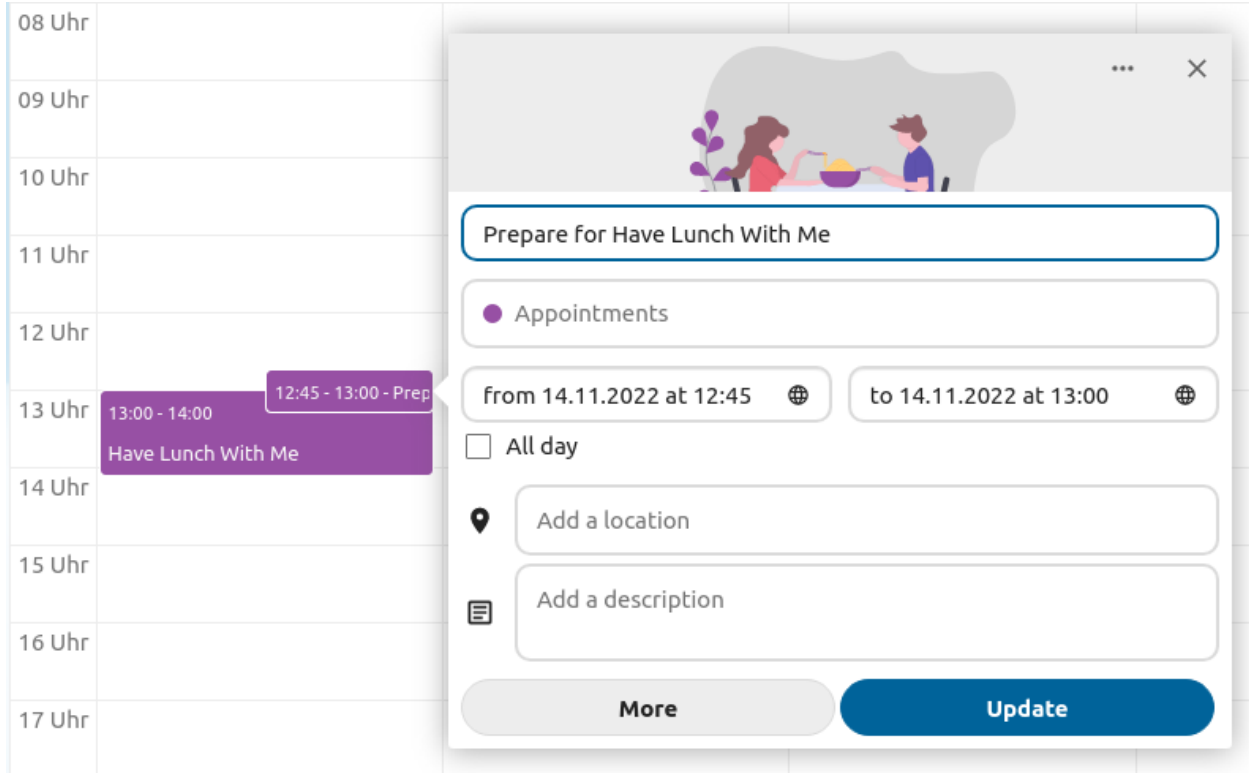 08 Uhr
09 Uhr
10 Uhr
11 Uhr
12 Uhr
13 Uhr
14 Uhr
15 Uhr
16 Uhr
17 Uhr
12:45 - 13:00 - Prep
13:00 - 14:00
Have Lunch With Me
Prepare for Have Lunch With Me
Appointments
from 14.11.2022 at 12:45
to 14.11.2022 at 13:00
All day
Add a location
Add a description
More
Update